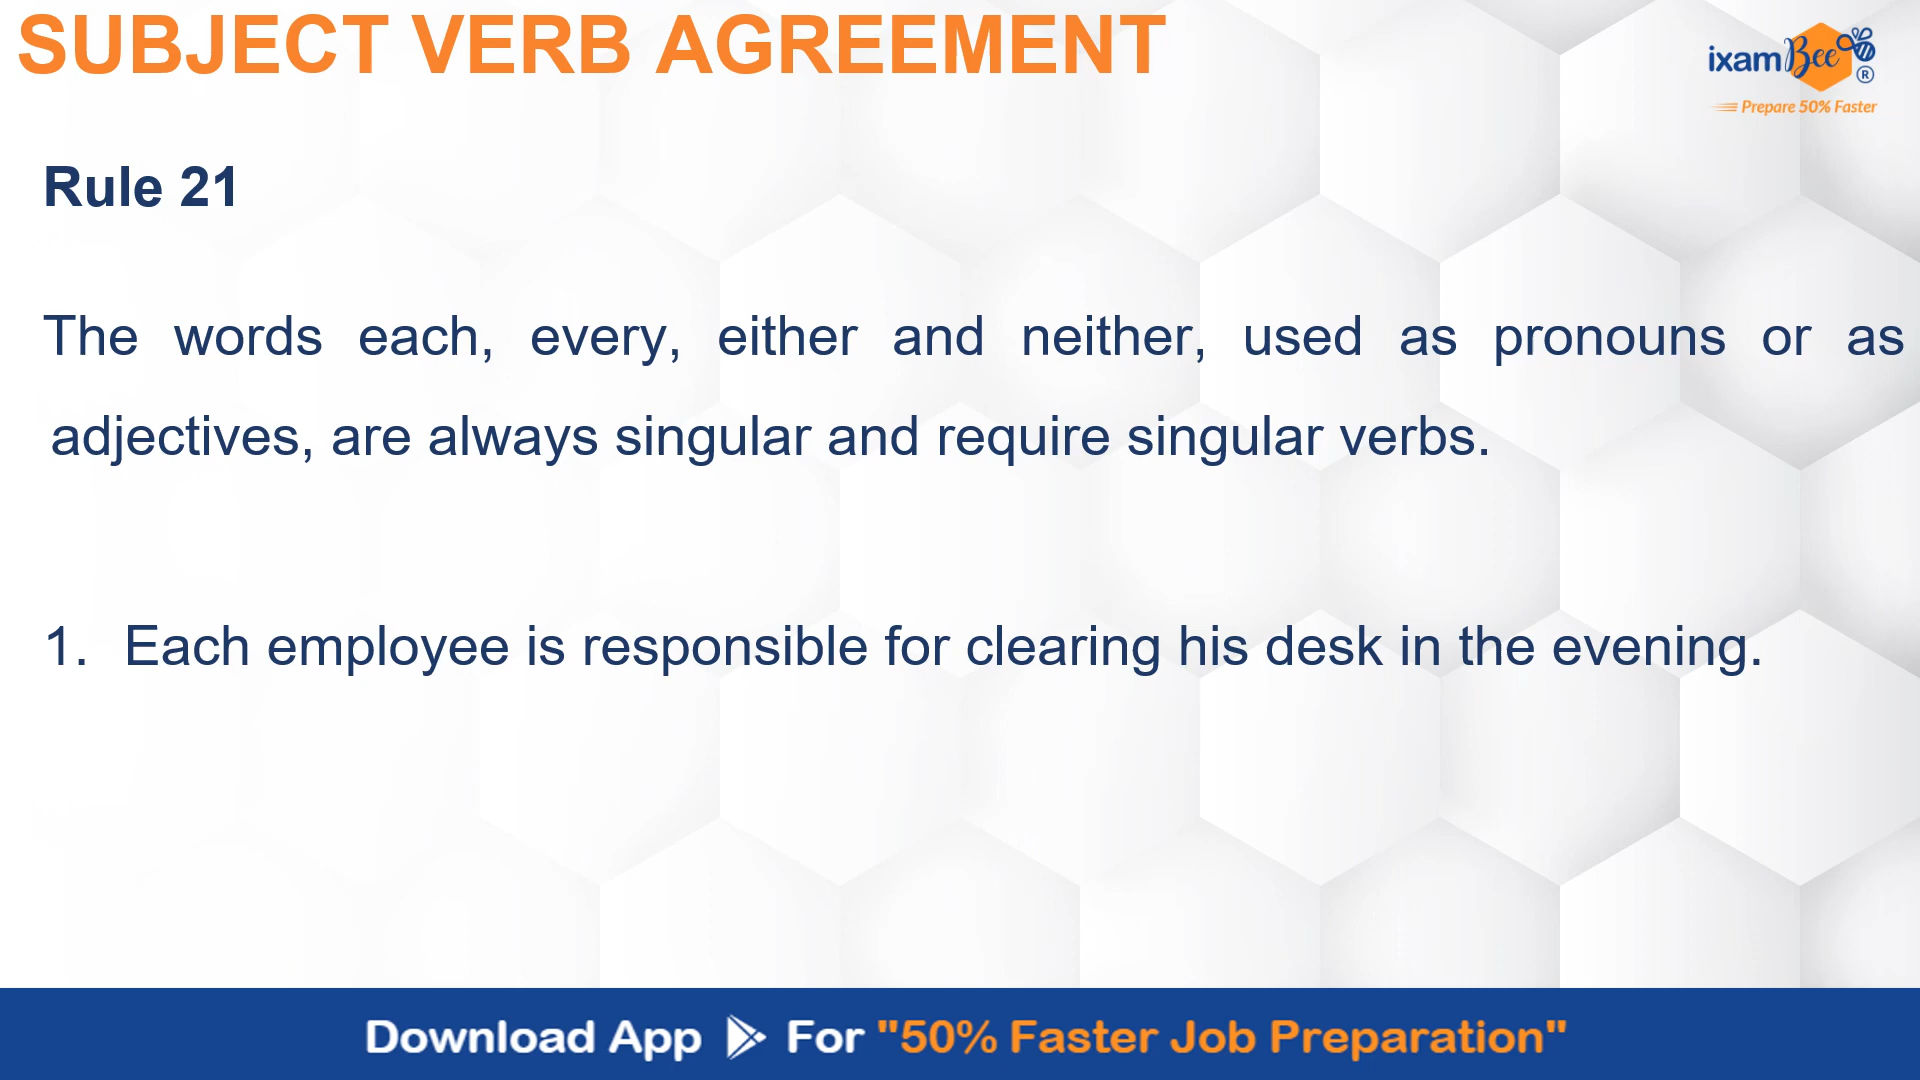 SUBJECT VERB AGREEMENT
ixamBee®
Prepare 50% Faster
Rule 21
The words each, every, either and neither, used as pronouns or as
adjectives, are always singular and require singular verbs.
1. Each employee is responsible for clearing his desk in the evening.
Download App For "50% Faster Job Preparation"